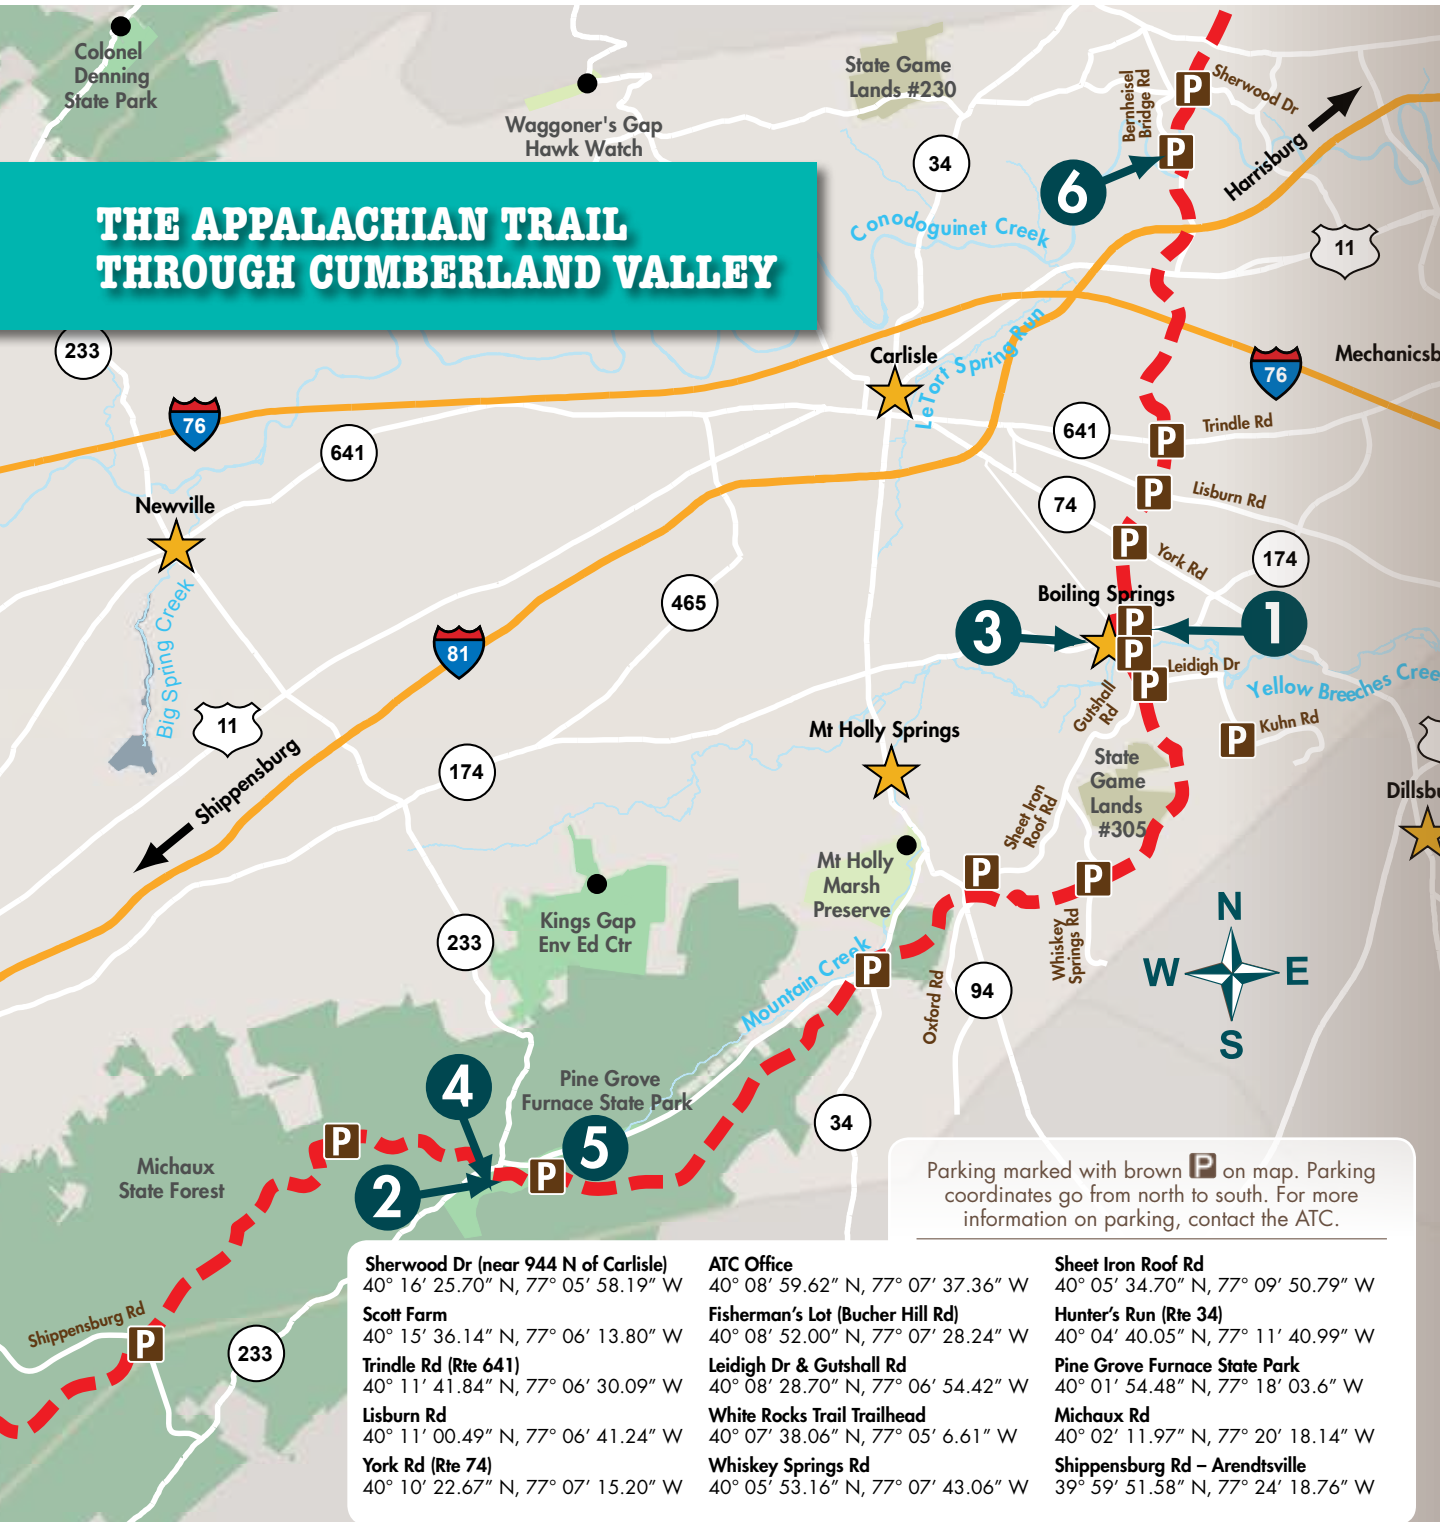 Colonel
Denning
State Park
Waggoner's Gap
Hawk Watch
State Game
Lands #230
Bernheisel
Bridge Rd
P
Sherwood Dr
Harrisburg
34
P
6
THE APPALACHIAN TRAIL
THROUGH CUMBERLAND VALLEY
Conodoguinet Creek
11
233
Carlisle
LeTort Spring Run
76
Mechanicsb
76
641
641
P
Trindle Rd
Newville
74
P
Lisburn Rd
P
York Rd
174
Big Spring Creek
465
Boiling Springs
3
P
1
P
81
Leidigh Dr
P
Yellow Breeches Cree
Gutshall
Rd
11
Mt Holly Springs
P
Kuhn Rd
Shippensburg
174
State
Game
Lands
#305
Dillsbu
Sheet Iron
Roof Rd
Mt Holly
Marsh
Preserve
P
P
Kings Gap
Env Ed Ctr
233
Whiskey
Springs Rd
N
W
E
S
Mountain Creek
P
Oxford Rd
94
4
Pine Grove
Furnace State Park
34
P
5
Michaux
State Forest
2
P
Parking marked with brown P on map. Parking
coordinates go from north to south. For more
information on parking, contact the ATC.
Shippensburg Rd
P
233
Sherwood Dr (near 944 N of Carlisle)
40° 16′ 25.70″ N, 77° 05′ 58.19″ W
Scott Farm
40° 15′ 36.14″ N, 77° 06′ 13.80″ W
Trindle Rd (Rte 641)
40° 11′ 41.84″ N, 77° 06′ 30.09″ W
Lisburn Rd
40° 11′ 00.49″ N, 77° 06′ 41.24″ W
York Rd (Rte 74)
40° 10′ 22.67″ N, 77° 07′ 15.20″ W
ATC Office
40° 08′ 59.62″ N, 77° 07′ 37.36″ W
Fisherman’s Lot (Bucher Hill Rd)
40° 08′ 52.00″ N, 77° 07′ 28.24″ W
Leidigh Dr & Gutshall Rd
40° 08′ 28.70″ N, 77° 06′ 54.42″ W
White Rocks Trail Trailhead
40° 07′ 38.06″ N, 77° 05′ 6.61″ W
Whiskey Springs Rd
40° 05′ 53.16″ N, 77° 07′ 43.06″ W
Sheet Iron Roof Rd
40° 05′ 34.70″ N, 77° 09′ 50.79″ W
Hunter’s Run (Rte 34)
40° 04′ 40.05″ N, 77° 11′ 40.99″ W
Pine Grove Furnace State Park
40° 01′ 54.48″ N, 77° 18′ 03.6″ W
Michaux Rd
40° 02′ 11.97″ N, 77° 20′ 18.14″ W
Shippensburg Rd – Arendtsville
39° 59′ 51.58″ N, 77° 24′ 18.76″ W